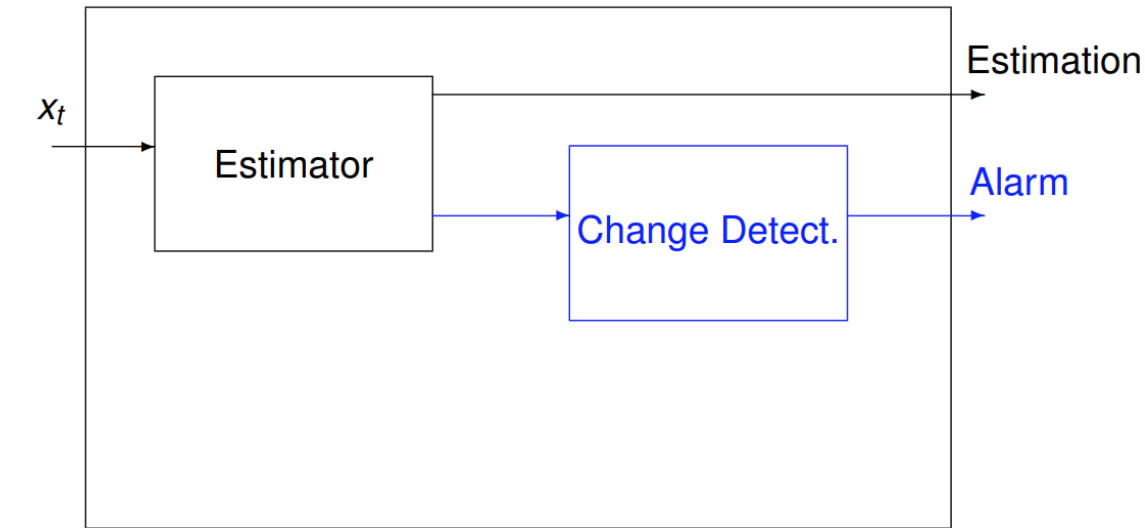 Estimation
x_t
Estimator
Alarm
Change Detect.